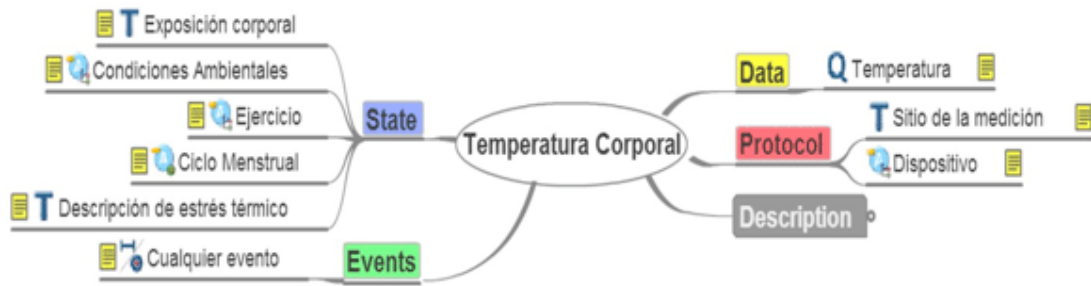 T Exposición corporal
Condiciones Ambientales
Ejercicio
Ciclo Menstrual
T Descripción de estrés térmico
State
Cualquier evento
Events
Temperatura Corporal
Data
Q Temperatura
Protocol
T Sitio de la medición
Dispositivo
Description